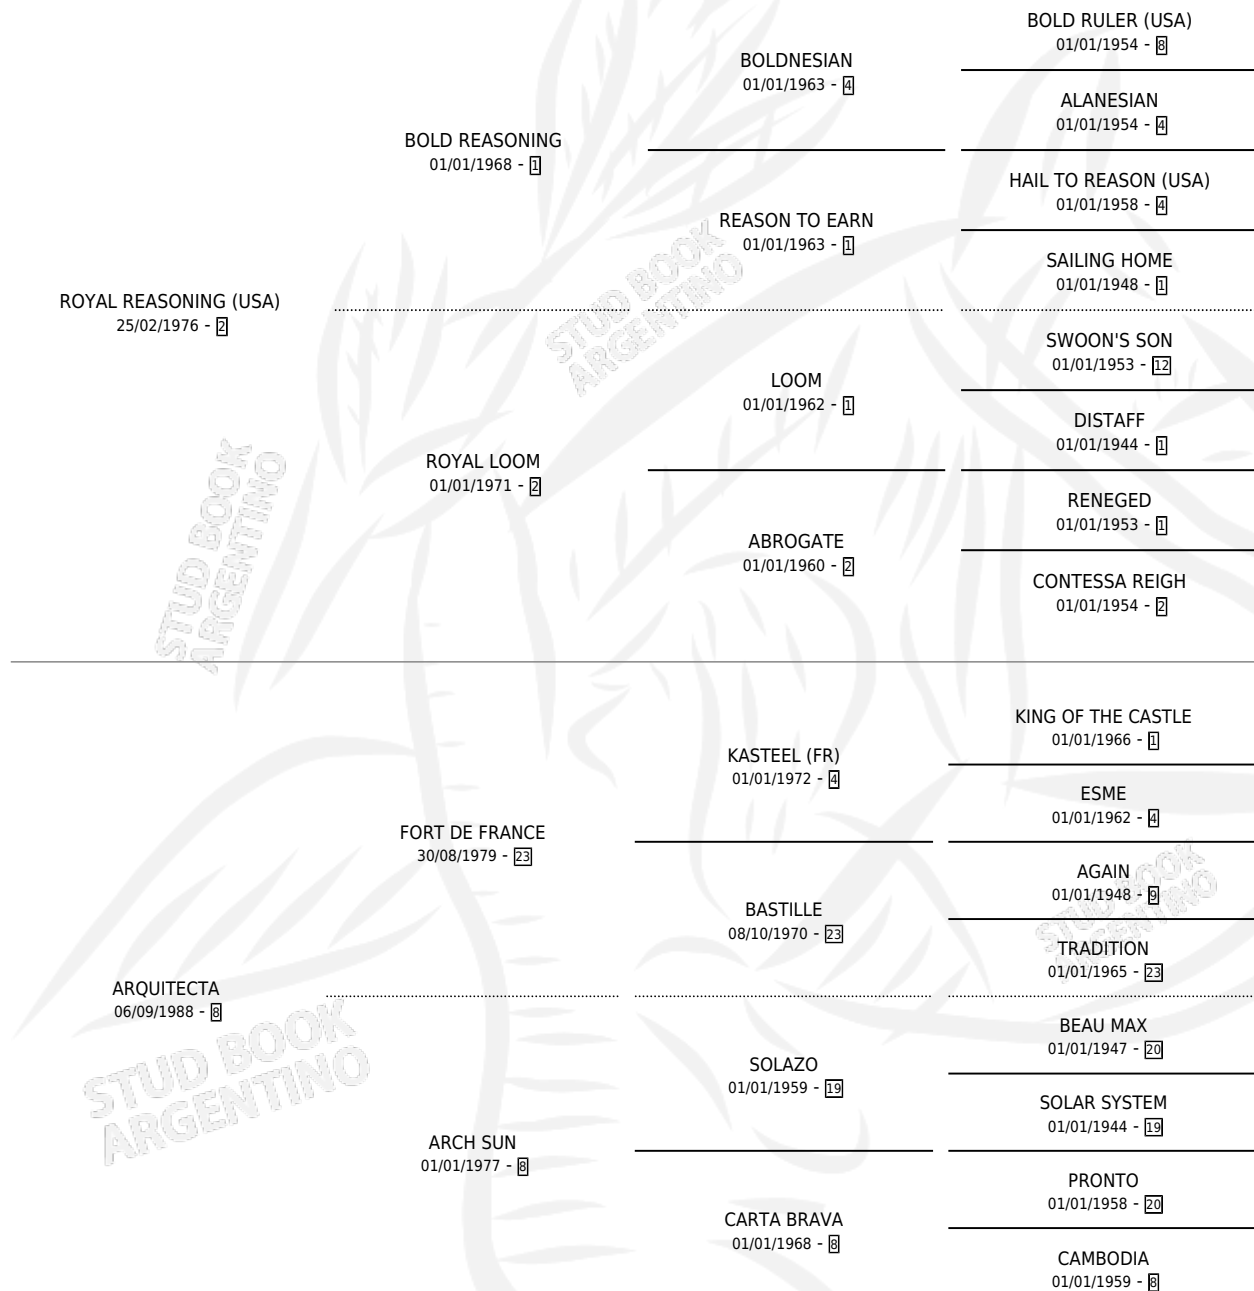 BOLD RULER (USA)
01/01/1954 - 8
BOLDNESIAN
01/01/1963 - 4
ALANESIAN
01/01/1954 - 4
BOLD REASONING
01/01/1968 - 1
HAIL TO REASON (USA)
01/01/1958 - 4
REASON TO EARN
01/01/1963 - 1
SAILING HOME
01/01/1948 - 1
ROYAL REASONING (USA)
25/02/1976 - 2
SWOON'S SON
01/01/1953 - 12
LOOM
01/01/1962 - 1
DISTAFF
01/01/1944 - 1
ROYAL LOOM
01/01/1971 - 2
RENEGED
01/01/1953 - 1
ABROGATE
01/01/1960 - 2
CONTESSA REIGH
01/01/1954 - 2
KING OF THE CASTLE
01/01/1966 - 1
KASTEEL (FR)
01/01/1972 - 4
ESME
01/01/1962 - 4
FORT DE FRANCE
30/08/1979 - 23
AGAIN
01/01/1948 - 9
BASTILLE
08/10/1970 - 23
TRADITION
01/01/1965 - 23
ARQUITECTA
06/09/1988 - 8
BEAU MAX
01/01/1947 - 20
SOLAZO
01/01/1959 - 19
SOLAR SYSTEM
01/01/1944 - 19
ARCH SUN
01/01/1977 - 8
PRONTO
01/01/1958 - 20
CARTA BRAVA
01/01/1968 - 8
CAMBODIA
01/01/1959 - 8
STUD BOOK
ARGENTINO
STUD BOOK
ARGENTINO
STUD BOOK
ARGENTINO
STUD BOOK
ARGENTINO